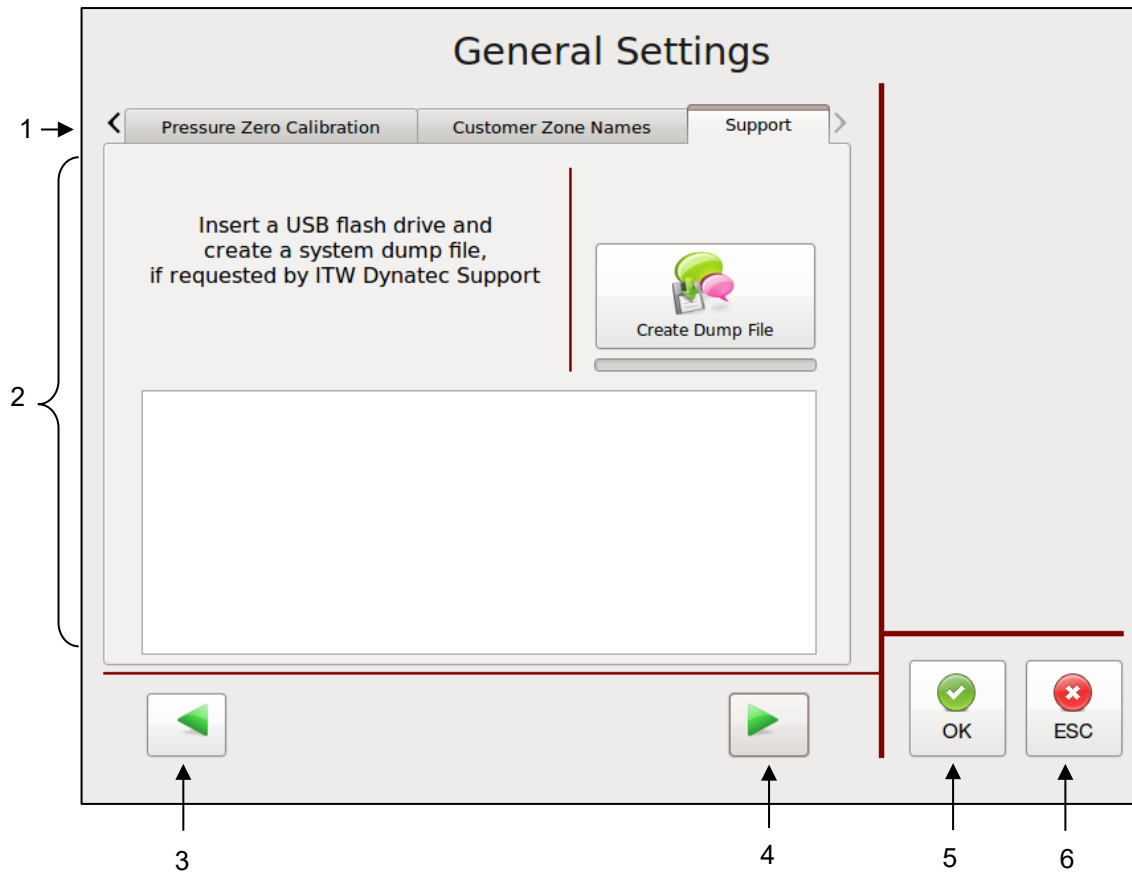 General Settings
1
Pressure Zero Calibration
Customer Zone Names
Support
2
Insert a USB flash drive and
create a system dump file,
if requested by ITW Dynatec Support
Create Dump File
OK
ESC
3
4
5
6